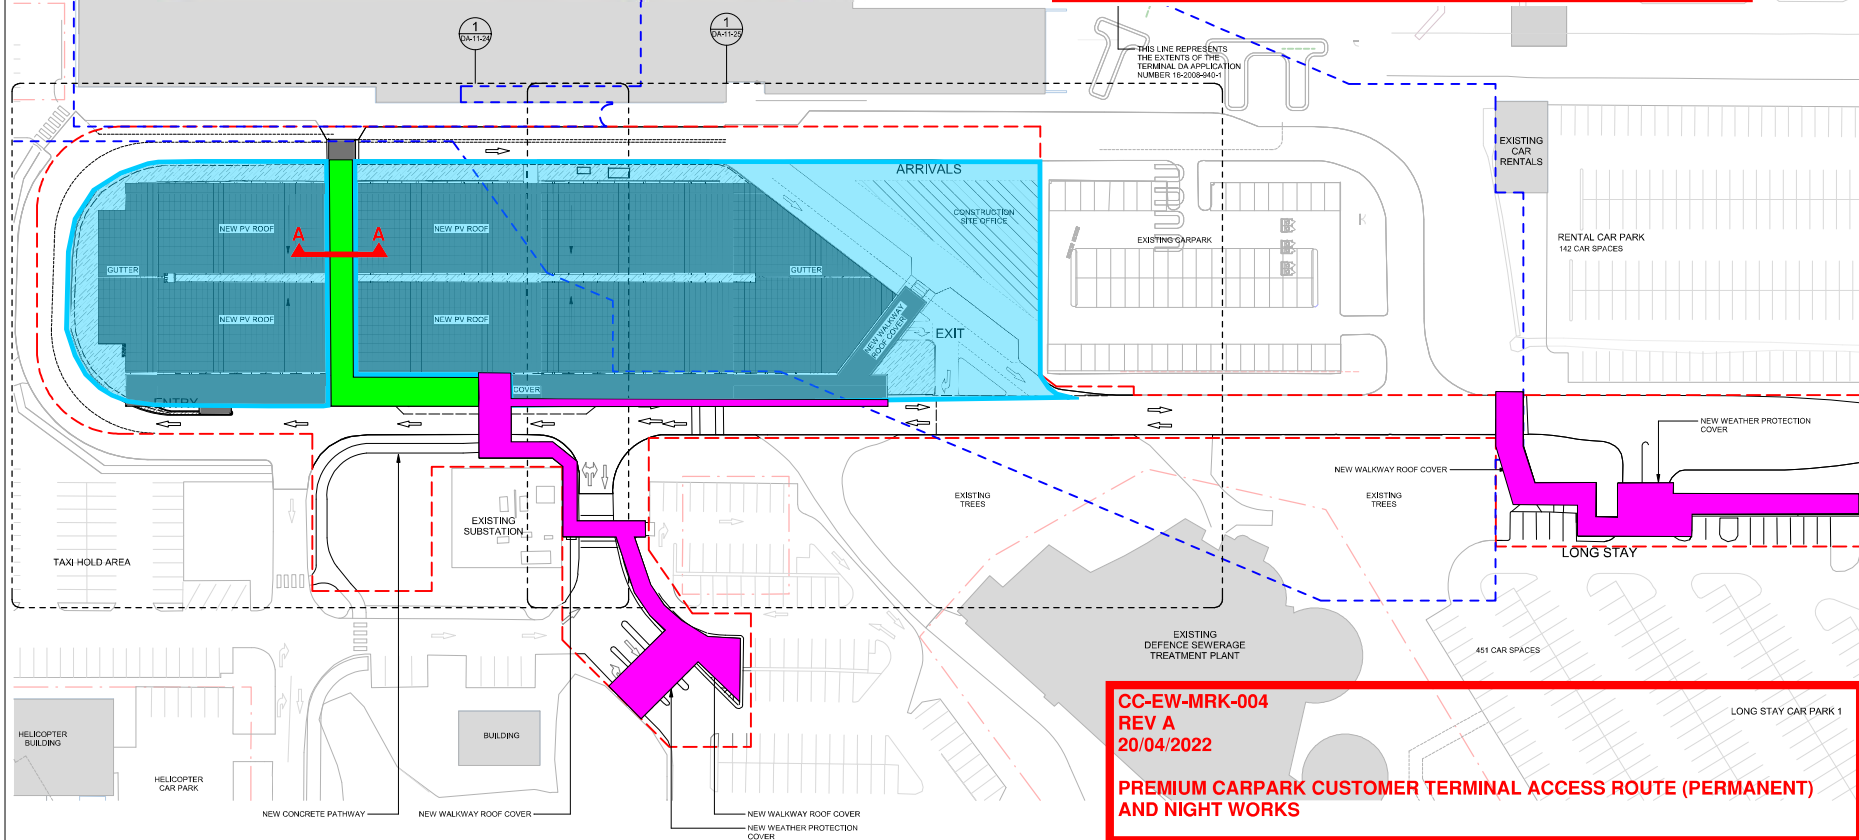 1
DA-11-24
1
DA-11-25
THIS LINE REPRESENTS
THE EXTENTS OF THE
TERMINAL DA APPLICATION
NUMBER 16-2008-940-1
EXISTING
CAR
RENTALS
ARRIVALS
CONSTRUCTION
SITE OFFICE
NEW PV ROOF
A
A
NEW PV ROOF
EXISTING CARPARK
RENTAL CAR PARK
142 CAR SPACES
GUTTER
GUTTER
NEW PV ROOF
NEW PV ROOF
NEW WALKWAY
ROOF COVER
EXIT
COVER
ENTRY
NEW WEATHER PROTECTION
COVER
NEW WALKWAY ROOF COVER
EXISTING
TREES
EXISTING
TREES
EXISTING
SUBSTATION
LONG STAY
TAXI HOLD AREA
EXISTING
DEFENCE SEWERAGE
TREATMENT PLANT
451 CAR SPACES
LONG STAY CAR PARK 1
HELICOPTER
BUILDING
BUILDING
HELICOPTER
CAR PARK
NEW CONCRETE PATHWAY
NEW WALKWAY ROOF COVER
NEW WALKWAY ROOF COVER
NEW WEATHER PROTECTION
COVER
CC-EW-MRK-004
REV A
20/04/2022
PREMIUM CARPARK CUSTOMER TERMINAL ACCESS ROUTE (PERMANENT)
AND NIGHT WORKS